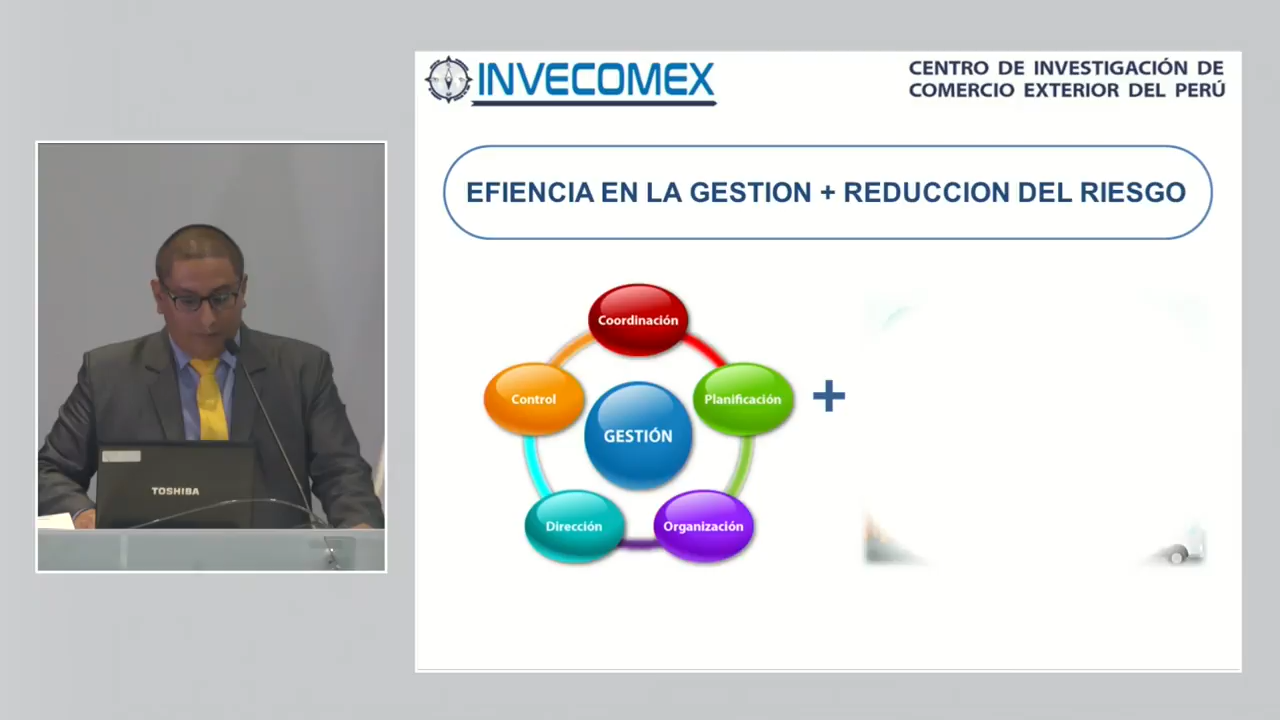 INVECOMEX
CENTRO DE INVESTIGACIÓN DE
COMERCIO EXTERIOR DEL PERÚ
EFIENCIA EN LA GESTION + REDUCCION DEL RIESGO
Coordinación
Control
Planificación
GESTIÓN
Dirección
Organización
+
TOSHIBA